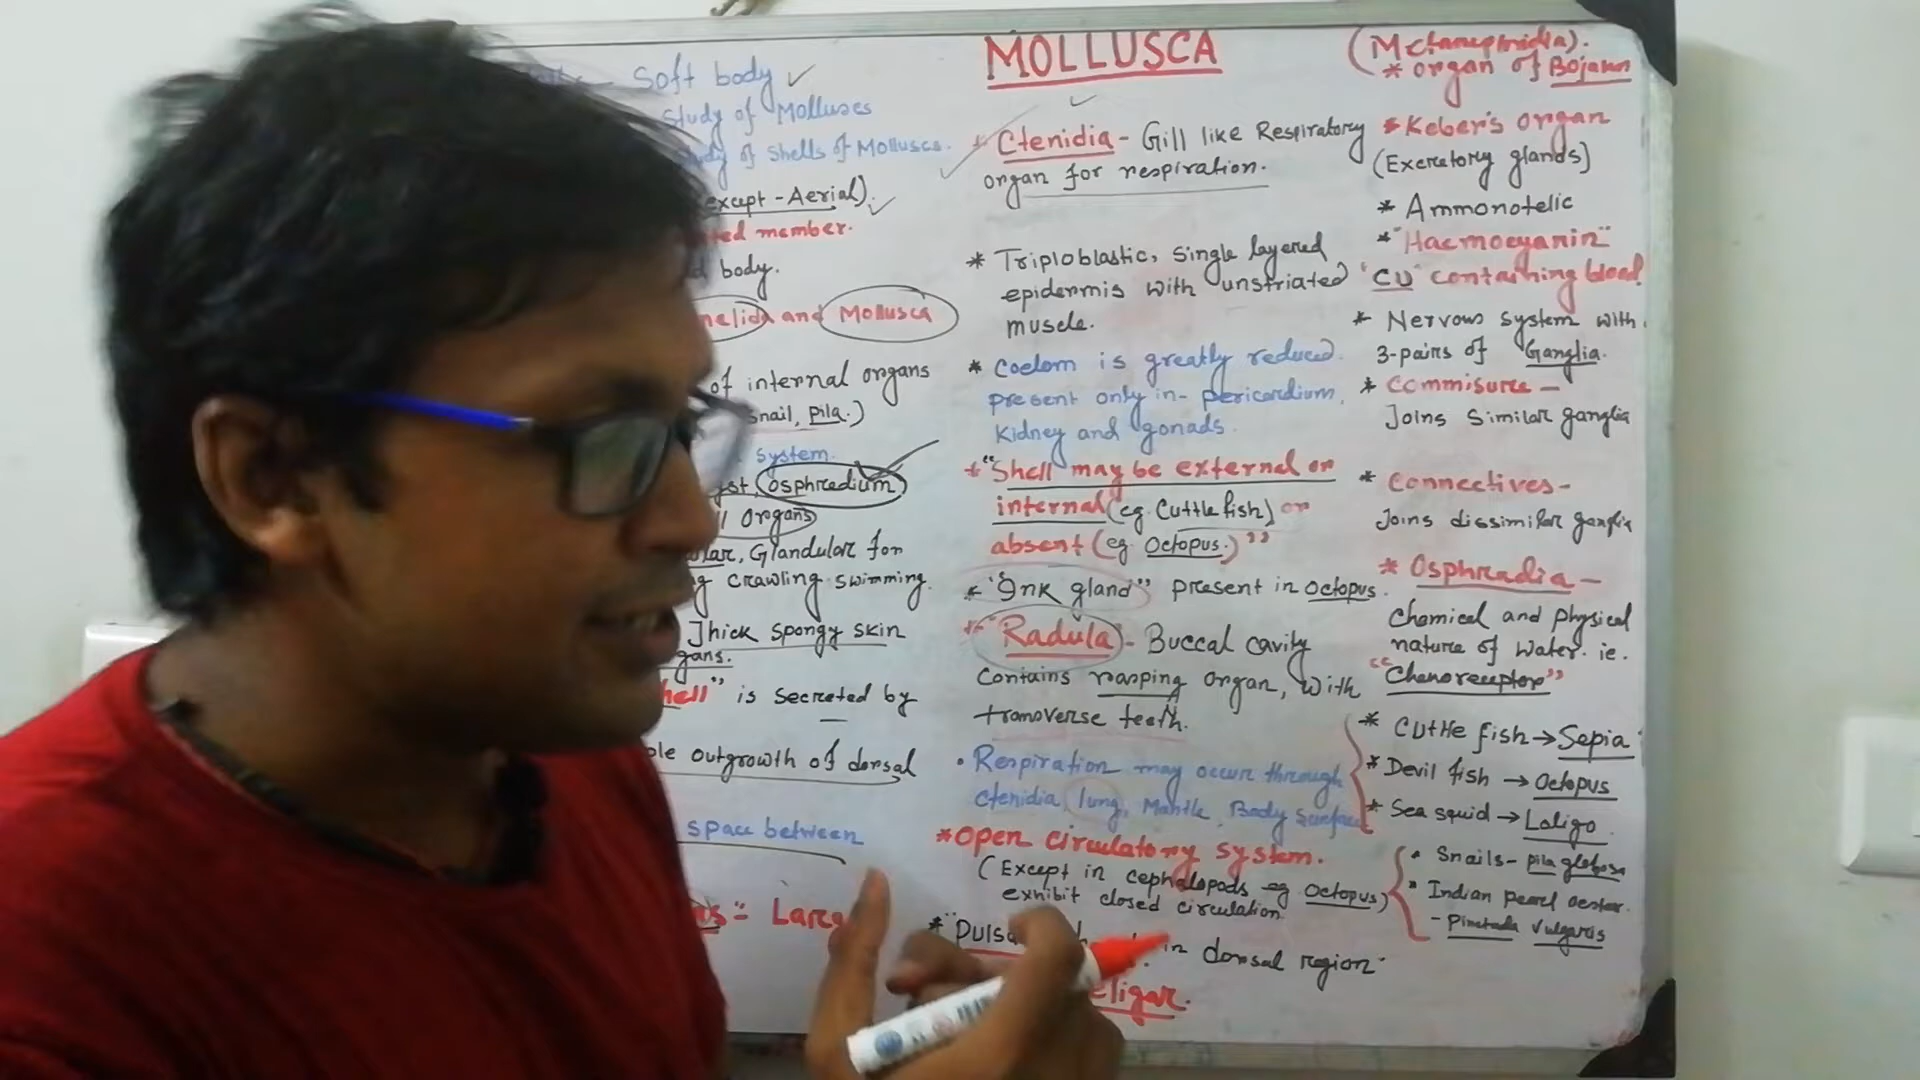 MOLLUSCA
Soft body
Study of Molluscs
Study of Shells of Molluscs.
except - Aerial)
member.
body.
and Mollusca
of internal organs
snail, pila.)
system.
osphredium
organs
Glandular for
crawling swimming.
Thick spongy skin
gans.
hell" is secreted by
outgrowth of dorsal
space between
* Ctenidia - Gill like Respiratory
organ for respiration.
* Triploblastic, single layered
epidermis with unstriated
muscle.
* Coelom is greatly reduced.
present only in - pericardium,
Kidney and gonads.
* "Shell may be external or
internal (eg. Cuttle fish) or
absent (eg. Octopus.)"
* "Ink gland" present in Octopus.
* "Radula" - Buccal cavity
contains rasping organ, with
transverse teeth.
• Respiration may occur through
ctenidia, lung, Mantle, Body surface
* Open circulatory system.
(Except in cephalopods eg Octopus)
exhibit closed circulation
in dorsal region.
eligar.
(Metanephridia).
* organ of Bojanus
* Keber's organ
(Excretory glands)
* Ammonotelic
* "Haemocyanin"
"Cu" containing blood
* Nervous system with
3-pairs of Ganglia.
* Commisure -
Joins Similar ganglia
* Connectives -
Joins dissimilar ganglia
* Osphradia -
Chemical and physical
nature of water. ie.
"Chemoreceptor"
* Cuttle fish → Sepia
* Devil fish → Octopus
* Sea squid → Loligo
• Snails - pila globosa
• Indian pearl oester.
- Pinctada Vulgaris